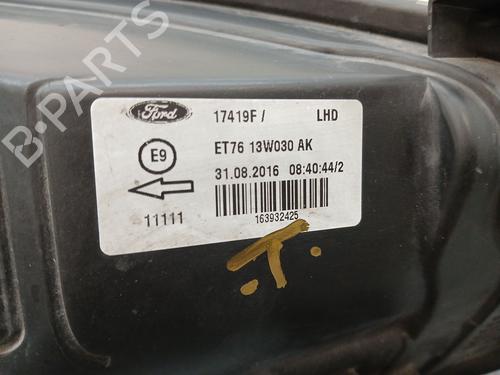 B-PARTS
Ford
17419F / LHD
E9
ET76 13W030 AK
31.08.2016 08:40:44/2
11111
163932425
.T.